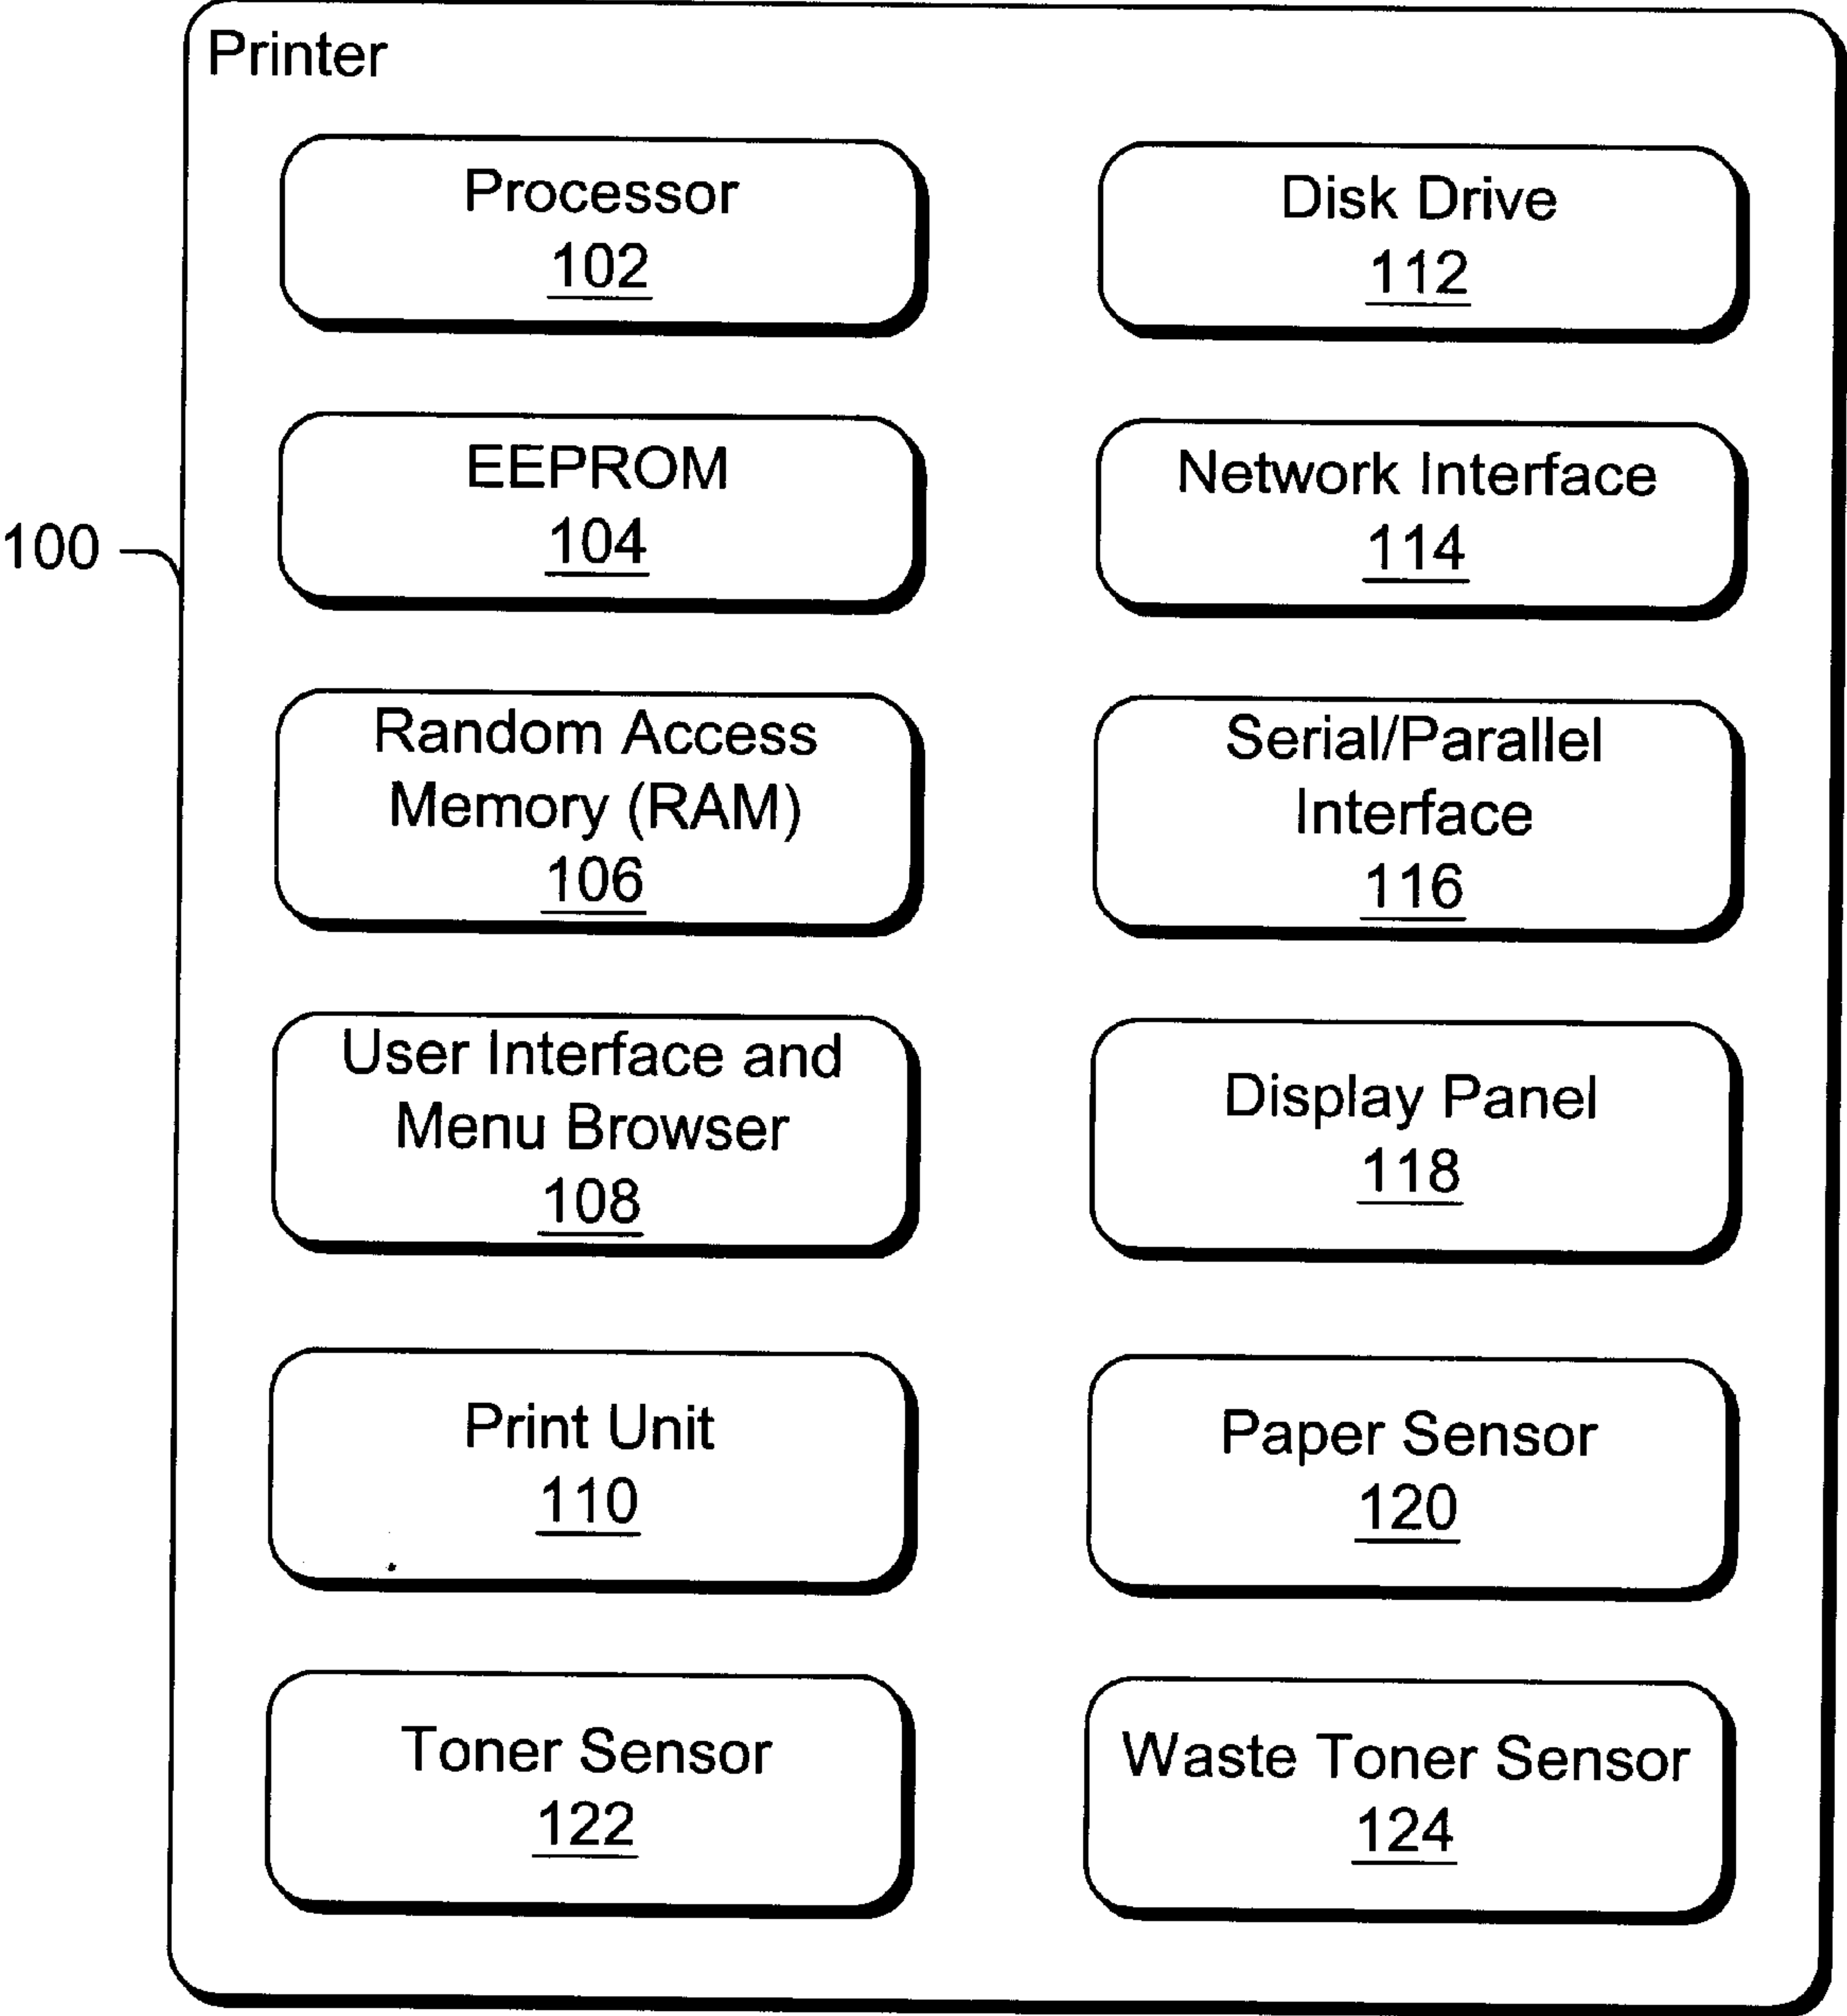 Printer
Processor
102
Disk Drive
112
EEPROM
104
Network Interface
114
100
Random Access
Memory (RAM)
106
Serial/Parallel
Interface
116
User Interface and
Menu Browser
108
Display Panel
118
Print Unit
110
Paper Sensor
120
Toner Sensor
122
Waste Toner Sensor
124